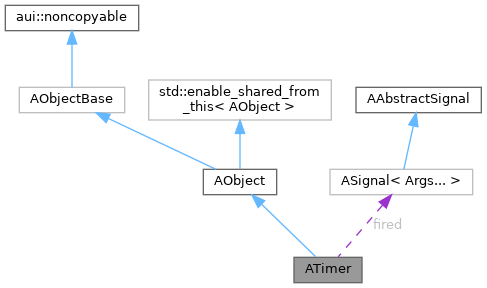 aui::noncopyable
AObjectBase
std::enable_shared_from
_this< AObject >
AAbstractSignal
AObject
ASignal< Args... >
fired
ATimer